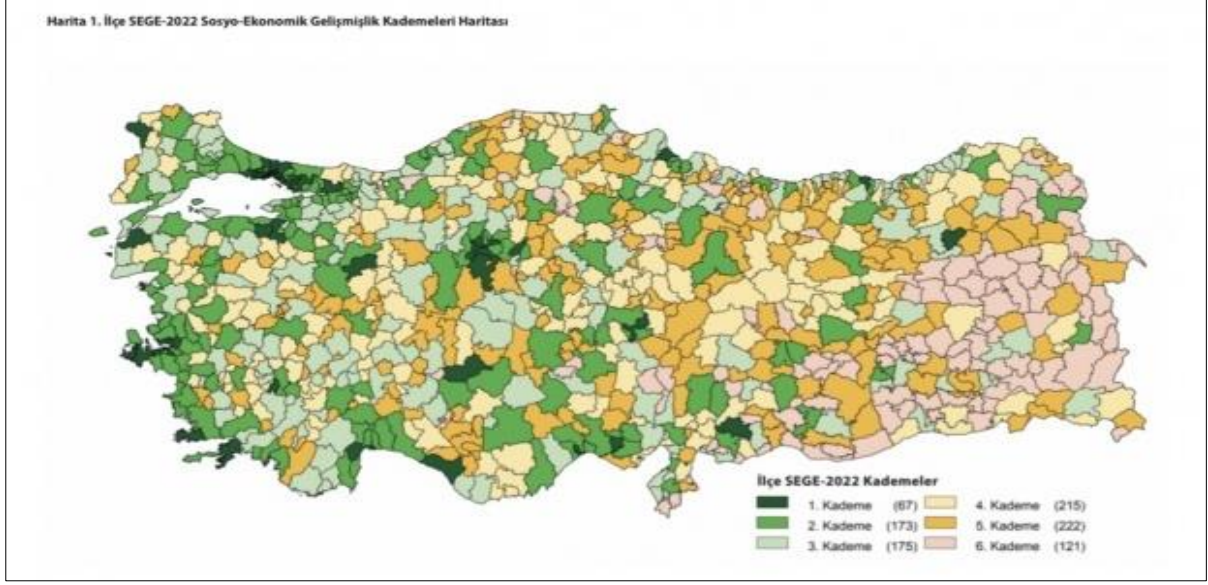 Harita 1. İlçe SEGE-2022 Sosyo-Ekonomik Gelişmişlik Kademeleri Haritası
İlçe SEGE-2022 Kademeler
1. Kademe (67)
2. Kademe (173)
3. Kademe (175)
4. Kademe (215)
5. Kademe (222)
6. Kademe (121)